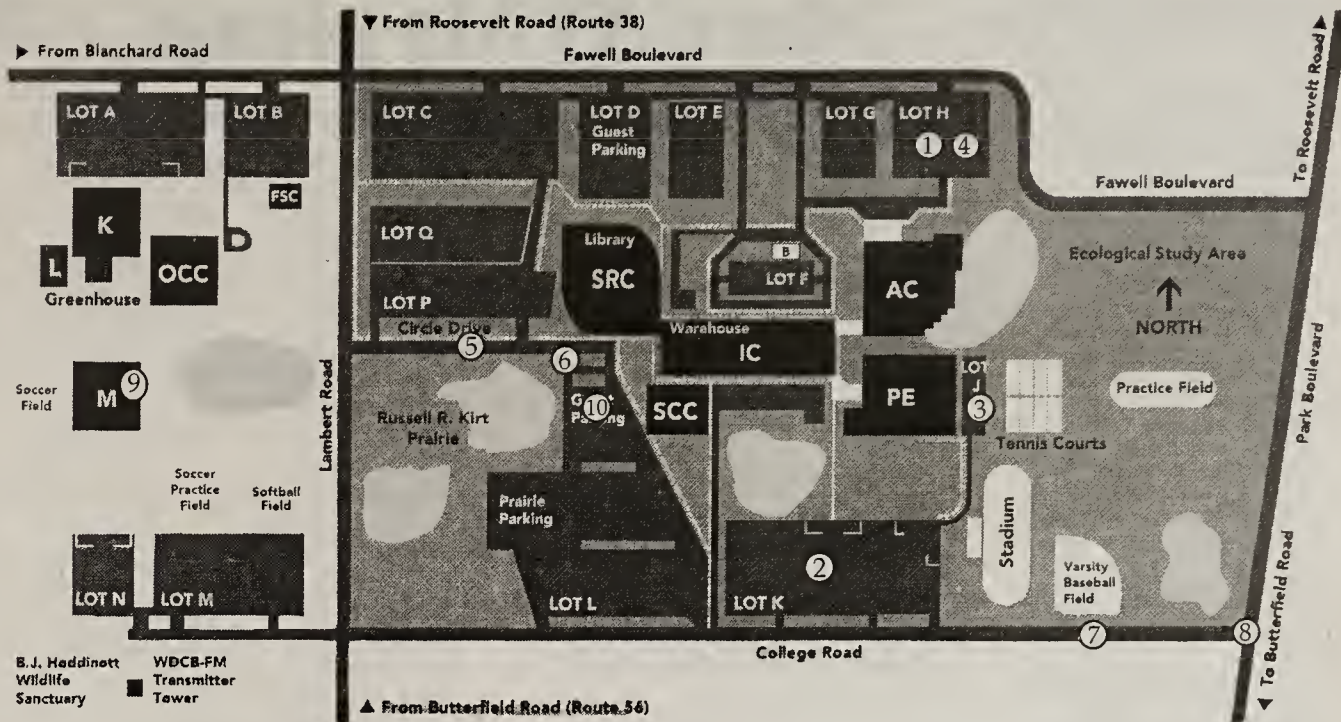 ▼ From Roosevelt Road (Route 38)
▶ From Blanchard Road
Fawell Boulevard
To Roosevelt Road ▲
LOT A
LOT B
LOT C
LOT D
Guest
Parking
LOT E
LOT G
LOT H
1
4
FSC
K
L
Greenhouse
OCC
LOT Q
LOT P
Library
SRC
B
LOT F
AC
Fawell Boulevard
Ecological Study Area
NORTH
Circle Drive
5
6
Warehouse
IC
Soccer
Field
M
9
Lambert Road
Russell R. Kirt
Prairie
10
Parking
SCC
PE
LOT
J
3
Tennis Courts
Practice Field
Park Boulevard
Soccer
Practice
Field
Softball
Field
Prairie
Parking
2
Stadium
Varsity
Baseball
Field
LOT N
LOT M
LOT L
LOT K
7
8
College Road
▼ To Butterfield Road
B.J. Hoddinott
Wildlife
Sanctuary
WDCB-FM
Transmitter
Tower
▲ From Butterfield Road (Route 56)